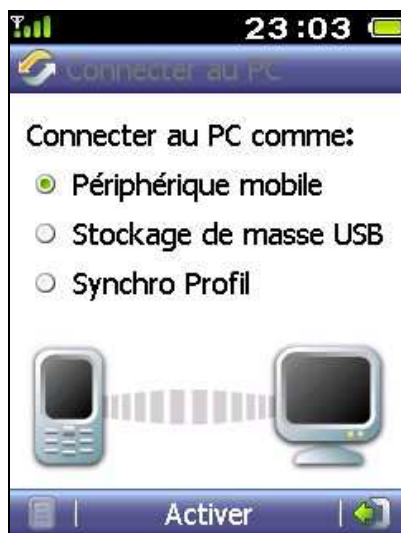 23:03
Connecter au PC
Connecter au PC comme:
Périphérique mobile
Stockage de masse USB
Synchro Profil
Activer